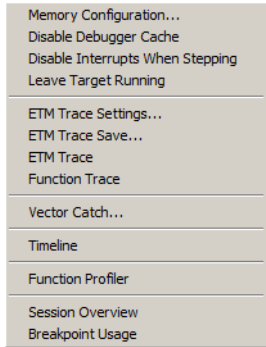 Memory Configuration...
Disable Debugger Cache
Disable Interrupts When Stepping
Leave Target Running
ETM Trace Settings...
ETM Trace Save...
ETM Trace
Function Trace
Vector Catch...
Timeline
Function Profiler
Session Overview
Breakpoint Usage